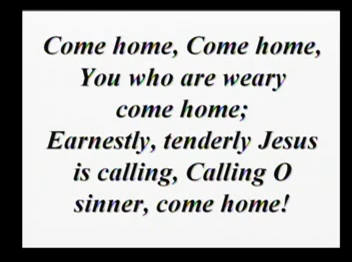 Come home, Come home,
You who are weary
come home;
Earnestly, tenderly Jesus
is calling, Calling O
sinner, come home!